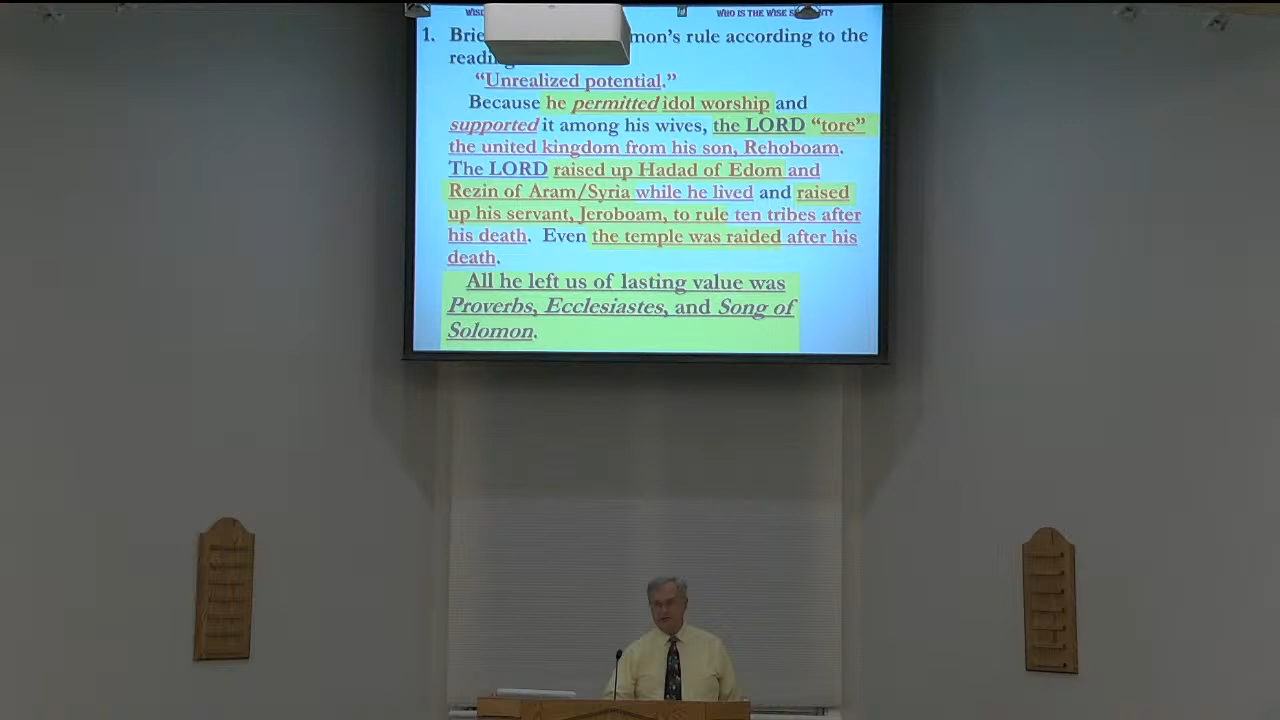 WHO IS THE WISE
1. Brie mon's rule according to the
readin
“Unrealized potential.”
Because he permitted idol worship and
supported it among his wives, the LORD “tore”
the united kingdom from his son, Rehoboam.
The LORD raised up Hadad of Edom and
Rezin of Aram/Syria while he lived and raised
up his servant, Jeroboam, to rule ten tribes after
his death. Even the temple was raided after his
death.
All he left us of lasting value was
Proverbs, Ecclesiastes, and Song of
Solomon.